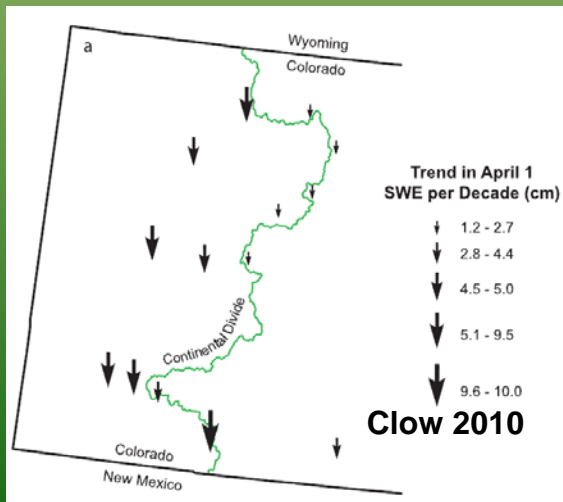 a
Wyoming
Colorado
Trend in April 1
SWE per Decade (cm)
1.2 - 2.7
2.8 - 4.4
4.5 - 5.0
5.1 - 9.5
9.6 - 10.0
Continental Divide
Clow 2010
Colorado
New Mexico